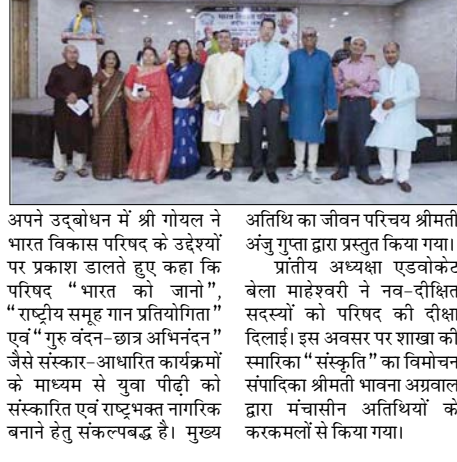 भारत विकास परिषद
अपने उद्‌बोधन में श्री गोयल ने
भारत विकास परिषद के उद्देश्यों
पर प्रकाश डालते हुए कहा कि
परिषद “भारत को जानो”,
“राष्ट्रीय समूह गान प्रतियोगिता”
एवं “गुरु वंदन-छात्र अभिनंदन”
जैसे संस्कार-आधारित कार्यक्रमों
के माध्यम से युवा पीढ़ी को
संस्कारित एवं राष्ट्रभक्त नागरिक
बनाने हेतु संकल्पबद्ध है। मुख्य
अतिथि का जीवन परिचय श्रीमती
अंजु गुप्ता द्वारा प्रस्तुत किया गया।
प्रांतीय अध्यक्षा एडवोकेट
बेला माहेश्वरी ने नव-दीक्षित
सदस्यों को परिषद की दीक्षा
दिलाई। इस अवसर पर शाखा की
स्मारिका “संस्कृति” का विमोचन
संपादिका श्रीमती भावना अग्रवाल
द्वारा मंचासीन अतिथियों के
करकमलों से किया गया।